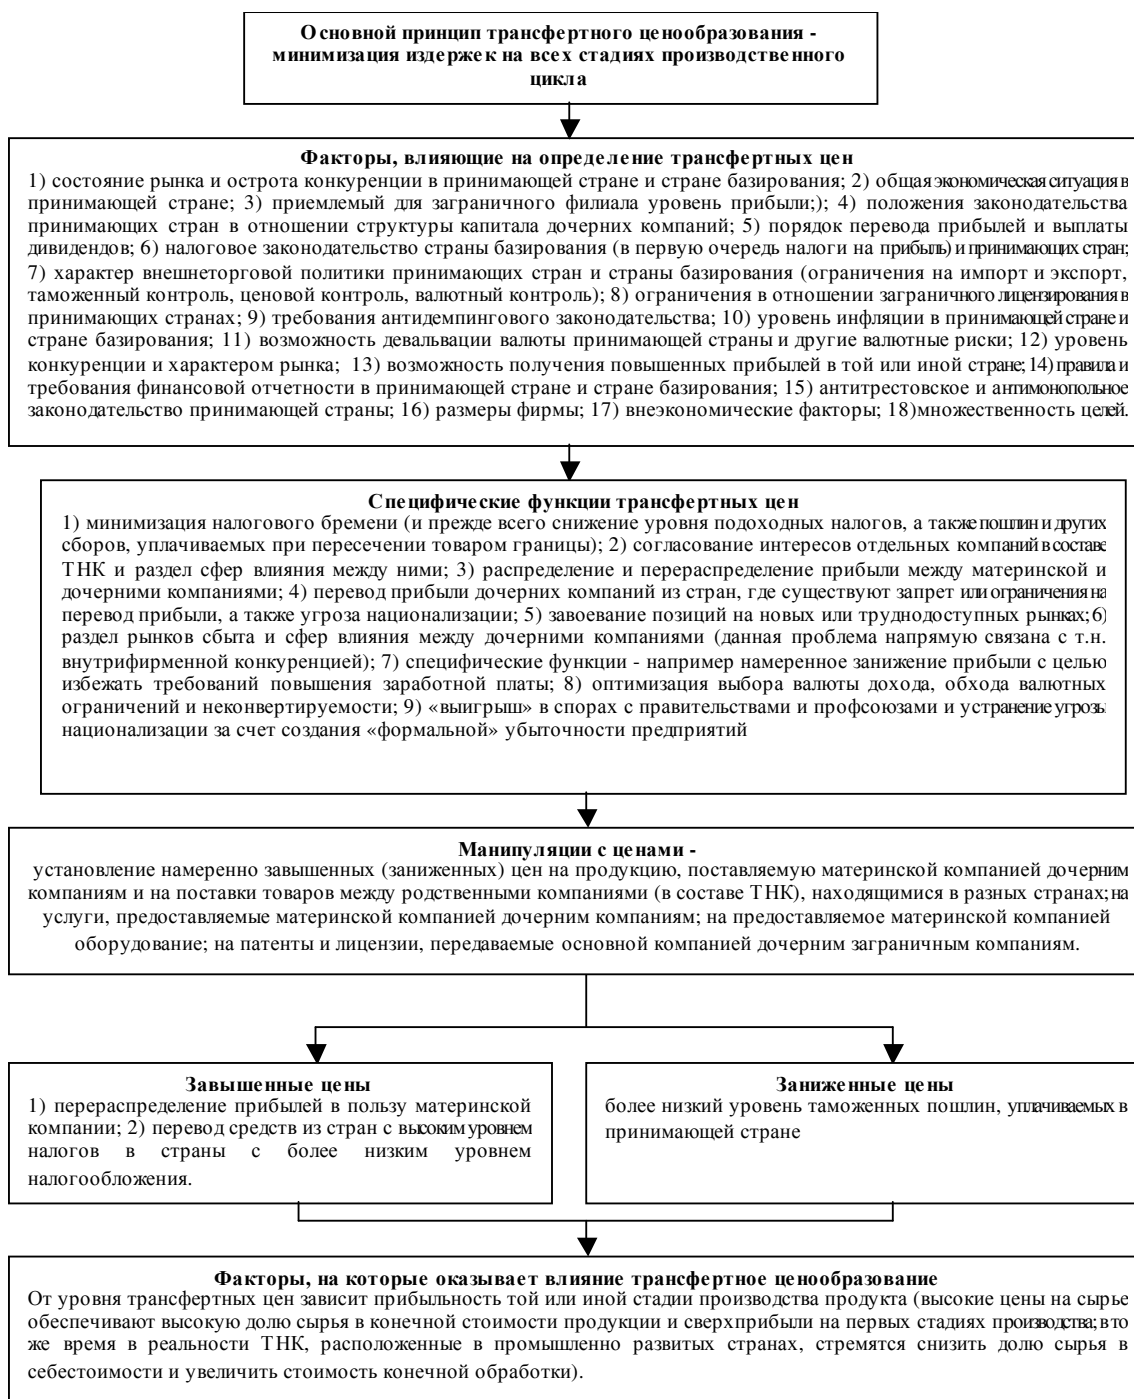 Основной принцип трансфертного ценообразования -
минимизация издержек на всех стадиях производственного
цикла
Факторы, влияющие на определение трансфертных цен
1) состояние рынка и острота конкуренции в принимающей стране и стране базирования; 2) общая экономическая ситуация в
принимающей стране; 3) приемлемый для заграничного филиала уровень прибыли;); 4) положения законодательства
принимающих стран в отношении структуры капитала дочерних компаний; 5) порядок перевода прибылей и выплаты
дивидендов; 6) налоговое законодательство страны базирования (в первую очередь налоги на прибыль) и принимающих стран;
7) характер внешнеторговой политики принимающих стран и страны базирования (ограничения на импорт и экспорт,
таможенный контроль, ценовой контроль, валютный контроль); 8) ограничения в отношении заграничного лицензирования в
принимающих странах; 9) требования антидемпингового законодательства; 10) уровень инфляции в принимающей стране и
стране базирования; 11) возможность девальвации валюты принимающей страны и другие валютные риски; 12) уровень
конкуренции и характером рынка; 13) возможность получения повышенных прибылей в той или иной стране; 14) правила и
требования финансовой отчетности в принимающей стране и стране базирования; 15) антитрестовское и антимонопольное
законодательство принимающей страны; 16) размеры фирмы; 17) внеэкономические факторы; 18)множественность целей.
Специфические функции трансфертных цен
1) минимизация налогового бремени (и прежде всего снижение уровня подоходных налогов, а также пошлин и других
сборов, уплачиваемых при пересечении товаром границы); 2) согласование интересов отдельных компаний в составе
ТНК и раздел сфер влияния между ними; 3) распределение и перераспределение прибыли между материнской и
дочерними компаниями; 4) перевод прибыли дочерних компаний из стран, где существуют запрет или ограничения на
перевод прибыли, а также угроза национализации; 5) завоевание позиций на новых или труднодоступных рынках; 6)
раздел рынков сбыта и сфер влияния между дочерними компаниями (данная проблема напрямую связана с т.н.
внутрифирменной конкуренцией); 7) специфические функции - например намеренное занижение прибыли с целью
избежать требований повышения заработной платы; 8) оптимизация выбора валюты дохода, обхода валютных
ограничений и неконвертируемости; 9) «выигрыш» в спорах с правительствами и профсоюзами и устранение угрозы
национализации за счет создания «формальной» убыточности предприятий
Манипуляции с ценами -
установление намеренно завышенных (заниженных) цен на продукцию, поставляемую материнской компанией дочерним
компаниям и на поставки товаров между родственными компаниями (в составе ТНК), находящимися в разных странах; на
услуги, предоставляемые материнской компанией дочерним компаниям; на предоставляемое материнской компанией
оборудование; на патенты и лицензии, передаваемые основной компанией дочерним заграничным компаниям.
Завышенные цены
1) перераспределение прибылей в пользу материнской
компании; 2) перевод средств из стран с высоким уровнем
налогов в страны с более низким уровнем
налогообложения.
Заниженные цены
более низкий уровень таможенных пошлин, уплачиваемых в
принимающей стране
Факторы, на которые оказывает влияние трансфертное ценообразование
От уровня трансфертных цен зависит прибыльность той или иной стадии производства продукта (высокие цены на сырье
обеспечивают высокую долю сырья в конечной стоимости продукции и сверхприбыли на первых стадиях производства; в то
же время в реальности ТНК, расположенные в промышленно развитых странах, стремятся снизить долю сырья в
себестоимости и увеличить стоимость конечной обработки).